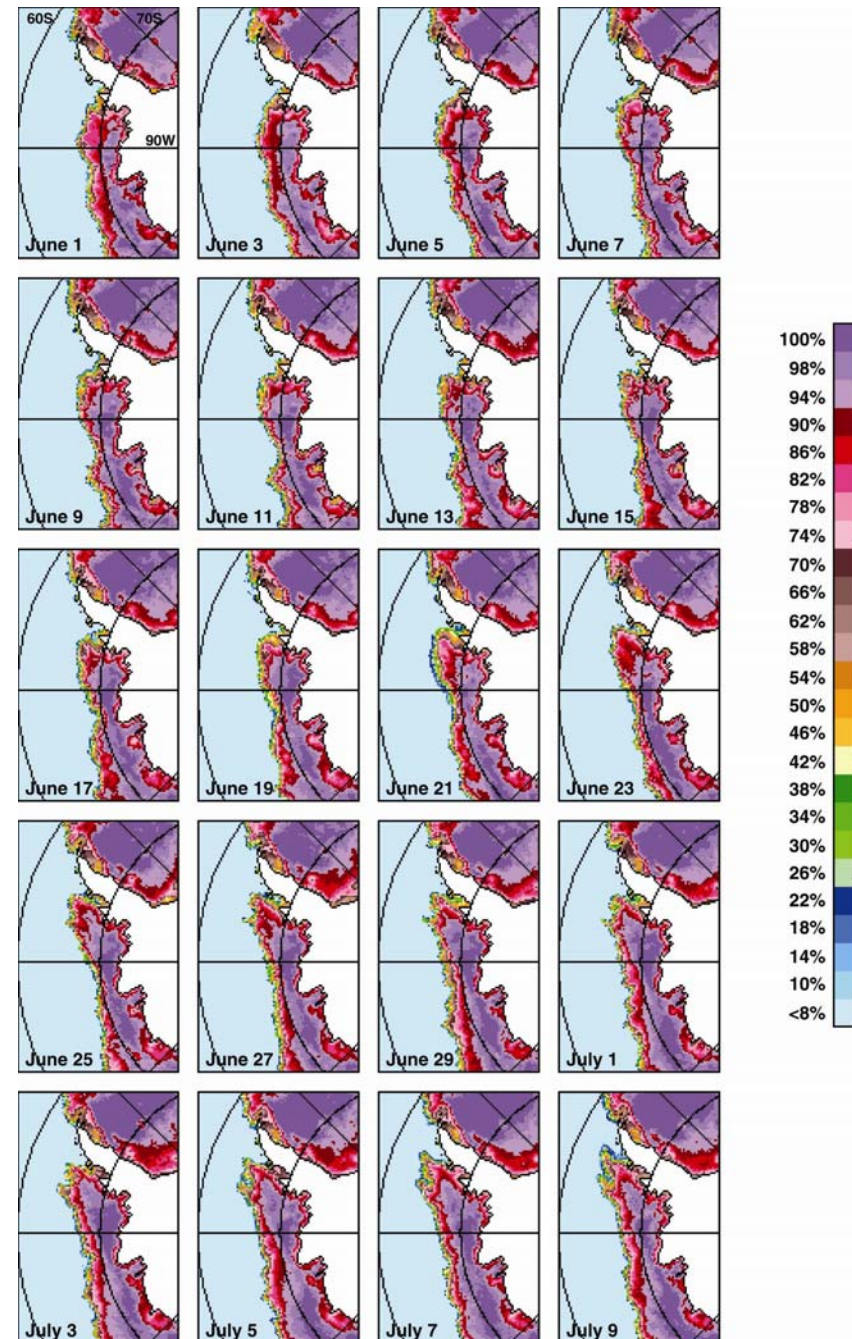 60S 70S
90W
June 1
June 3
June 5
June 7
June 9
June 11
June 13
June 15
June 17
June 19
June 21
June 23
June 25
June 27
June 29
July 1
July 3
July 5
July 7
July 9
100%
98%
94%
90%
86%
82%
78%
74%
70%
66%
62%
58%
54%
50%
46%
42%
38%
34%
30%
26%
22%
18%
14%
10%
<8%